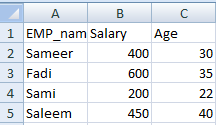 A B C
1 EMP_nam Salary Age
2 Sameer 400 30
3 Fadi 600 35
4 Sami 200 22
5 Saleem 450 40